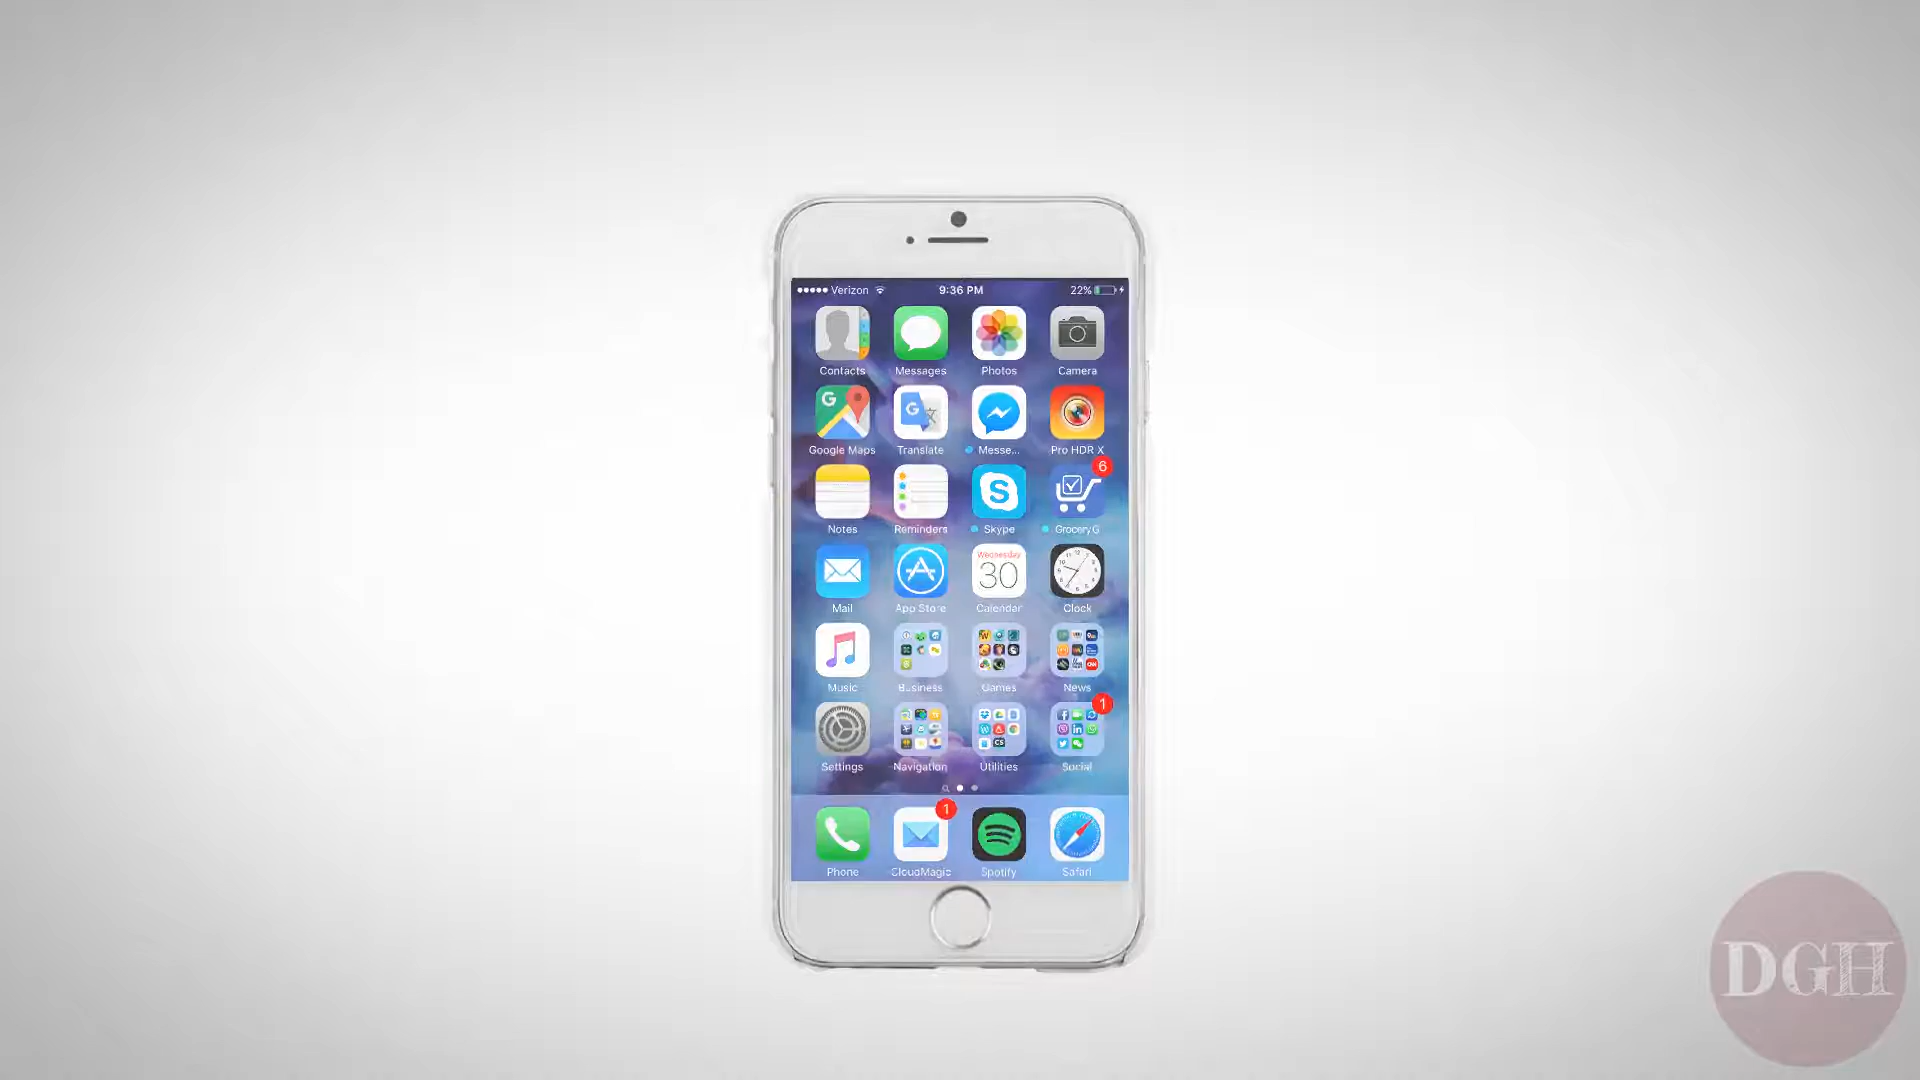 Verizon 9:36 PM 22%
Contacts Messages Photos Camera
Google Maps Translate Messe... Pro HDR X
6
Notes Reminders Skype GroceryG
Wednesday
30
Mail App Store Calendar Clock
Music Business Games News
1
Settings Navigation Utilities Social
1
Phone CloudMagic Spotify Safari
DGH